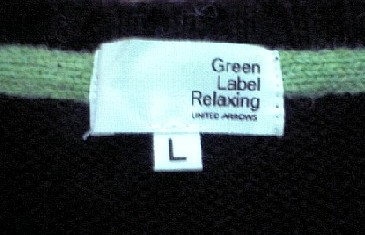 Green
Label
Relaxing
UNITED ARROWS
L